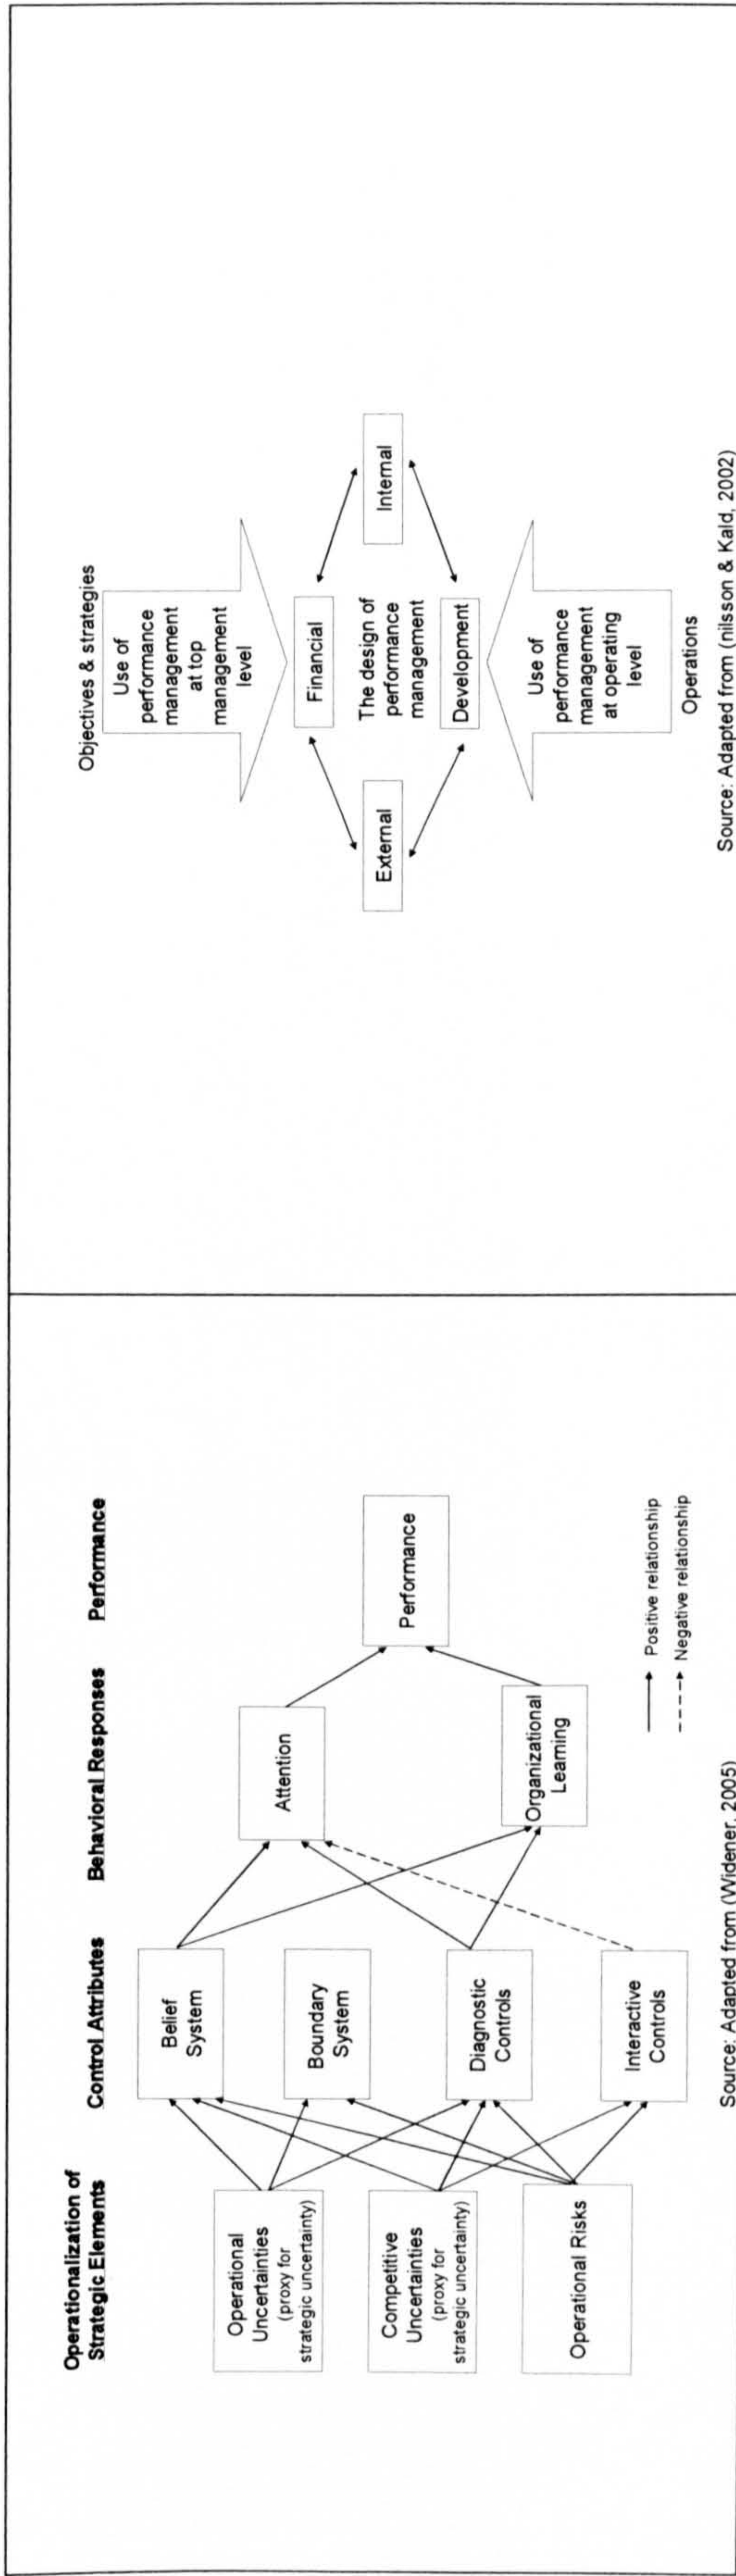 Operationalization of
Strategic Elements
Control Attributes
Behavioral Responses
Performance
Operational
Uncertainties
(proxy for
strategic uncertainty)
Competitive
Uncertainties
(proxy for
strategic uncertainty)
Operational Risks
Belief
System
Boundary
System
Diagnostic
Controls
Interactive
Controls
Attention
Organizational
Learning
Performance
Positive relationship
Negative relationship
Source: Adapted from (Widener, 2005)
Objectives & strategies
Use of
performance
management
at top
management
level
Financial
External
The design of
performance
management
Internal
Development
Use of
performance
management
at operating
level
Operations
Source: Adapted from (nilsson & Kald, 2002)